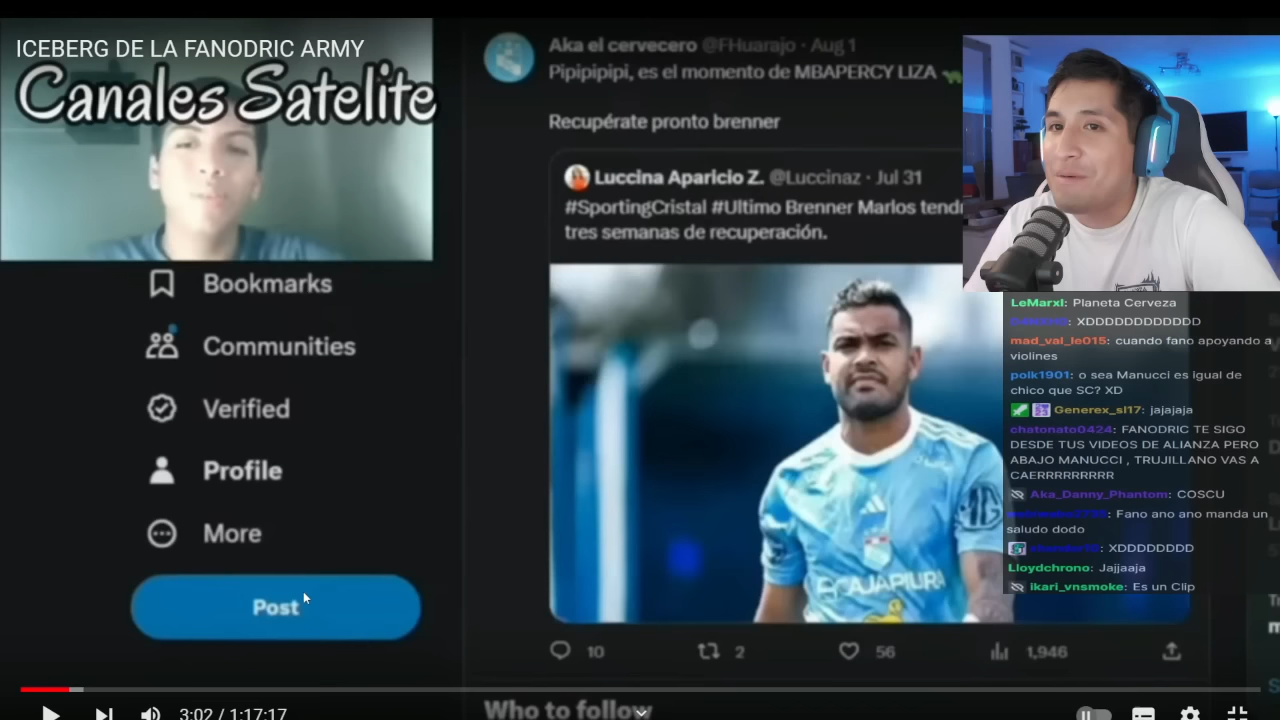 ICEBERG DE LA FANODRIC ARMY
Canales Satelite
Aka el cervecero @FHuarajo · Aug 1
Pipipipipi, es el momento de MBAPERCY LIZA
Recupérate pronto brenner
Luccina Aparicio Z. @Luccinaz · Jul 31
#SportingCristal #Ultimo Brenner Marlos tend
tres semanas de recuperación.
Bookmarks
Communities
Verified
Profile
More
Post
CAJAPIURA
10 2 56 1,946
Who to follow
LeMarxl: Planeta Cerveza
: XDDDDDDDDDDDD
mad_val_le015: cuando fano apoyando a
violines
polk1901: o sea Manucci es igual de
chico que SC? XD
Generex_sl17: jajajaja
chatonato0424: FANODRIC TE SIGO
DESDE TUS VIDEOS DE ALIANZA PERO
ABAJO MANUCCI , TRUJILLANO VAS A
CAERRRRRRRRR
Aka_Danny_Phantom: COSCU
: Fano ano ano manda un
saludo dodo
: XDDDDDDDD
Lloydchrono: Jajjaaja
ikari_vnsmoke: Es un Clip
3:02 / 1:17:17